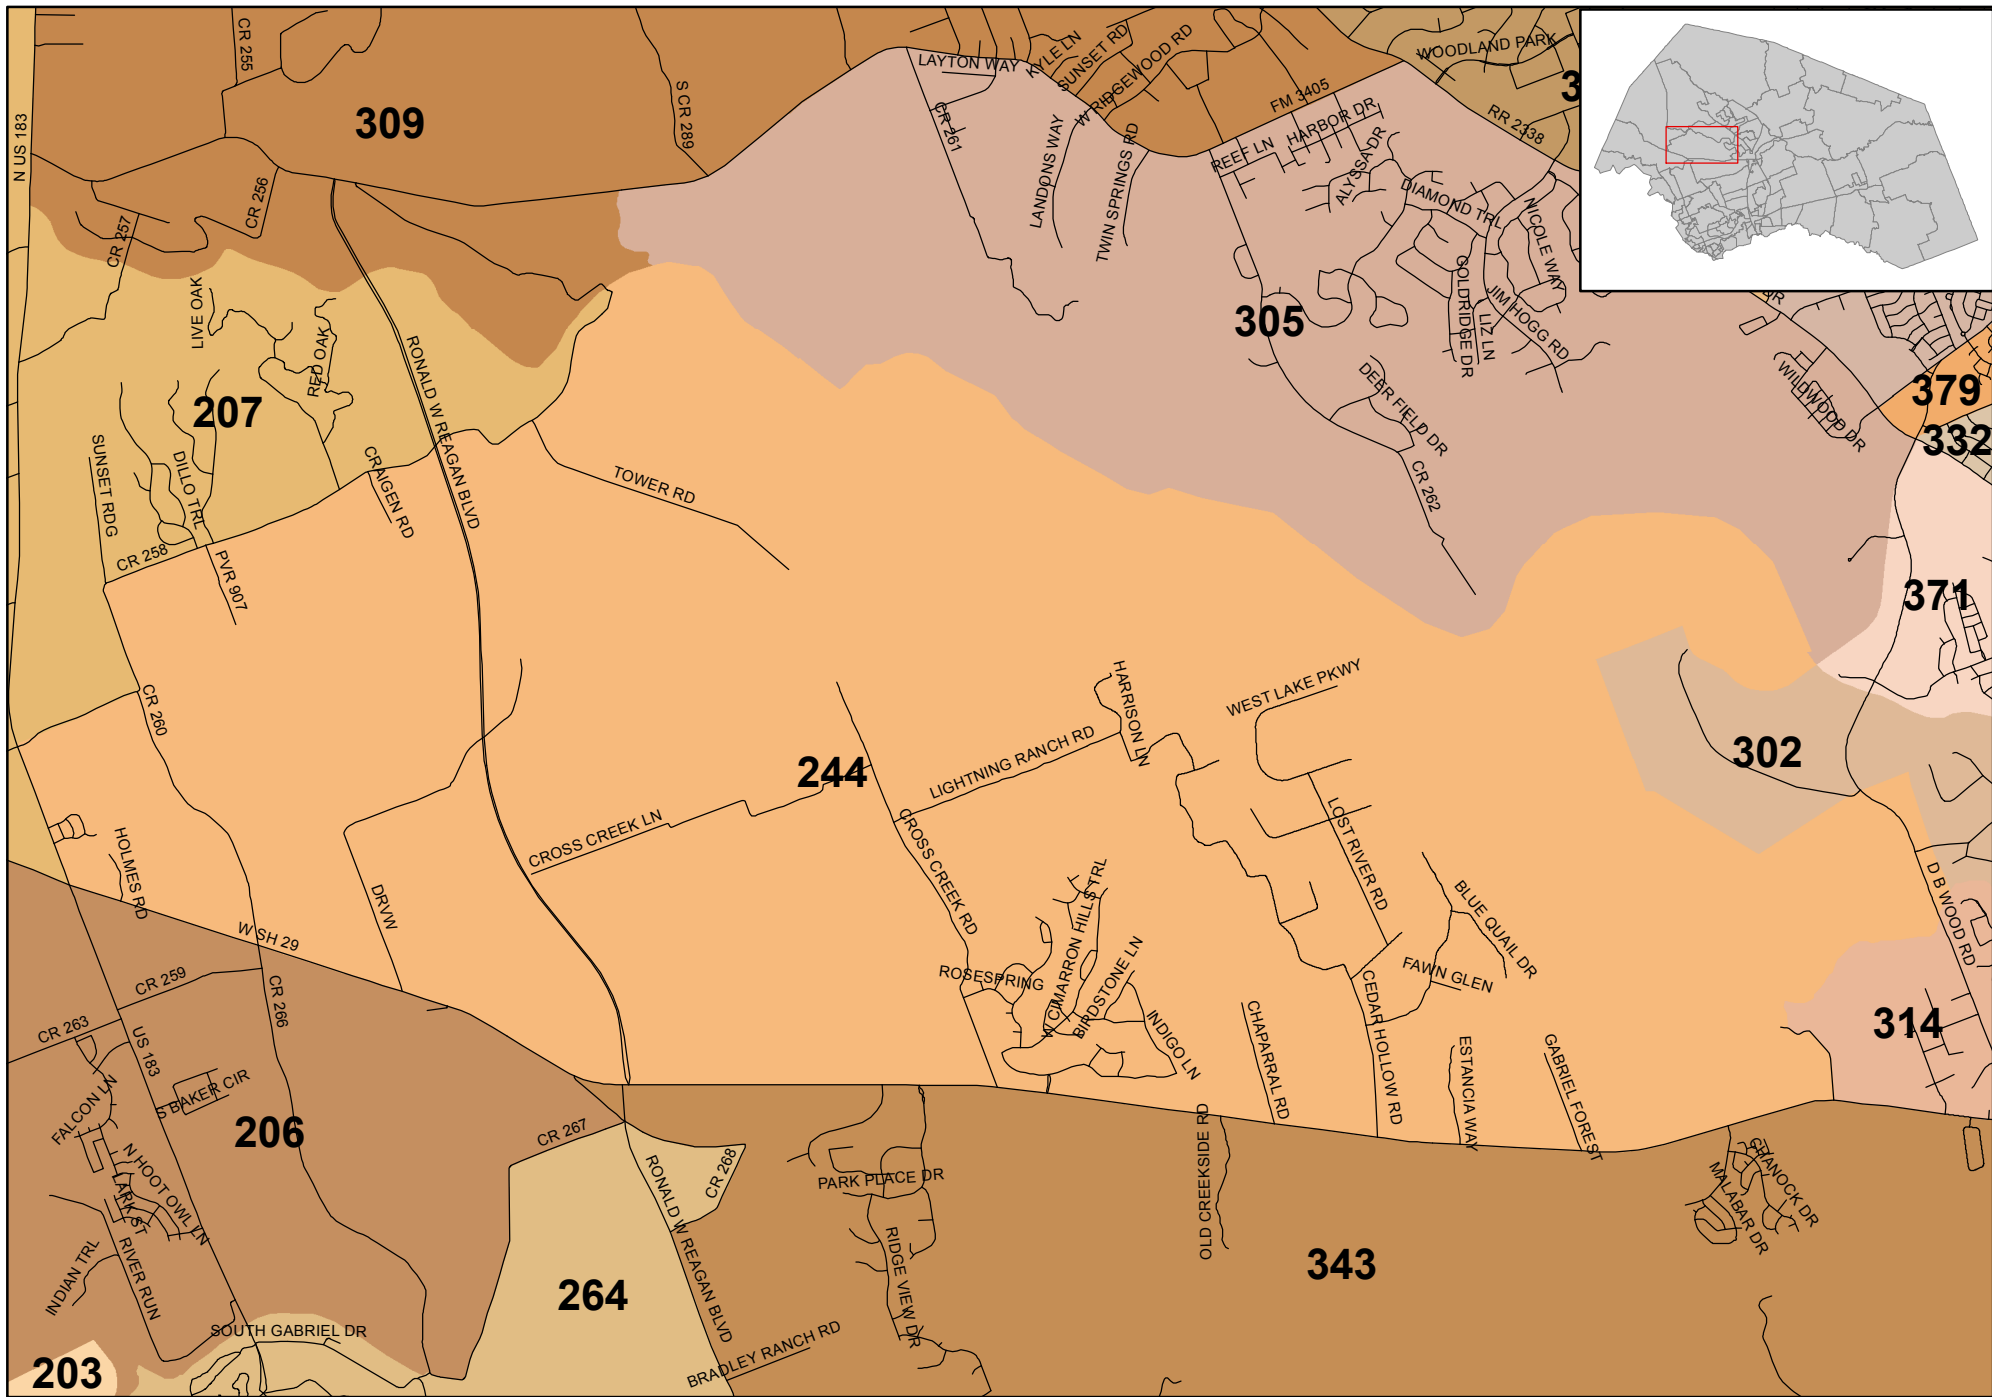 CR 255
N US 183
309
S CR 289
LAYTON WAY
KYLE LN
SUNSET RD
W RIDGEWOOD RD
CR 261
FM 3405
WOODLAND PARK
RR 2338
HARBOR DR
REEF LN
ALYSSA DR
LANDONS WAY
TWIN SPRINGS RD
DIAMOND TRL
NICOLE WAY
CR 256
CR 257
LIVE OAK
RED OAK
RONALD W REAGAN BLVD
207
305
GOLDRIDGE DR
LIZ LN
JIM HOGG RD
DEER FIELD DR
CR 262
WILDWOOD DR
379
332
SUNSET RDG
DILLO TRL
CRAIGEN RD
TOWER RD
CR 258
PVR 907
371
CR 260
HARRISON LN
WEST LAKE PKWY
302
244
LIGHTNING RANCH RD
CROSS CREEK LN
CROSS CREEK RD
LOST RIVER RD
HOLMES RD
DRVW
W SH 29
W CIMARRON HILLS TRL
BLUE QUAIL DR
D B WOOD RD
CR 259
CR 266
ROSESPRING
BIRDSTONE LN
INDIGO LN
FAWN GLEN
CEDAR HOLLOW RD
CHAPARRAL RD
ESTANCIA WAY
GABRIEL FOREST
314
CR 263
US 183
FALCON LN
S BAKER CIR
206
CR 267
N HOOT OWL LN
LARK ST
INDIAN TRL
RIVER RUN
RONALD W REAGAN BLVD
CR 268
PARK PLACE DR
RIDGE VIEW DR
OLD CREEKSIDE RD
343
CHANOCK DR
MALABAR DR
264
SOUTH GABRIEL DR
BRADLEY RANCH RD
203